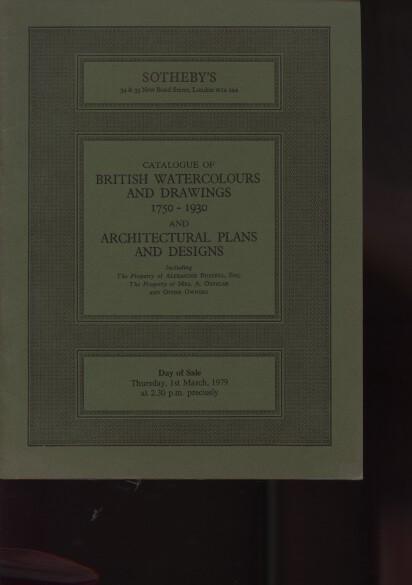 SOTHEBY'S
34 & 35 New Bond Street, London W1A 2AA
CATALOGUE OF
BRITISH WATERCOLOURS
AND DRAWINGS
1750 - 1930
AND
ARCHITECTURAL PLANS
AND DESIGNS
Including
The Property of ALEXANDER Esq.
The Property of MRS. A.
AND OTHER OWNERS
Day of Sale
Thursday, 1st March, 1979
at 2.30 p.m. precisely